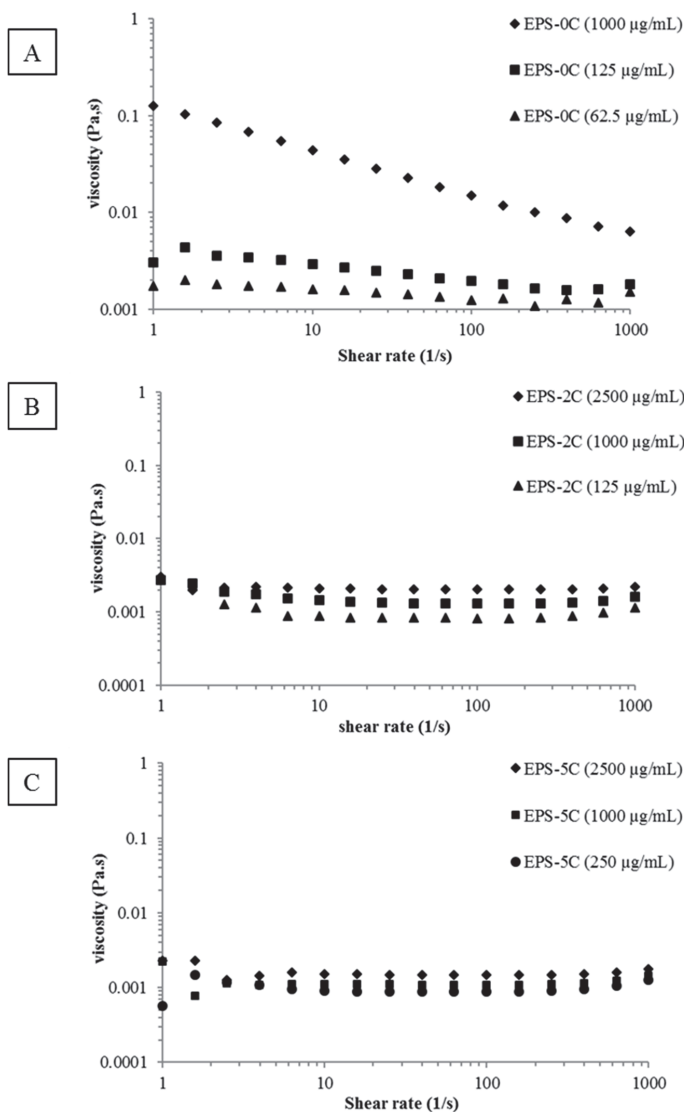 A
EPS-0C (1000 µg/mL)
EPS-0C (125 µg/mL)
EPS-0C (62.5 µg/mL)
viscosity (Pa,s)
1
0.1
0.01
0.001
1 10 100 1000
Shear rate (1/s)
B
EPS-2C (2500 µg/mL)
EPS-2C (1000 µg/mL)
EPS-2C (125 µg/mL)
viscosity (Pa.s)
1
0.1
0.01
0.001
0.0001
1 10 100 1000
shear rate (1/s)
C
EPS-5C (2500 µg/mL)
EPS-5C (1000 µg/mL)
EPS-5C (250 µg/mL)
viscosity (Pa.s)
1
0.1
0.01
0.001
0.0001
1 10 100 1000
Shear rate (1/s)